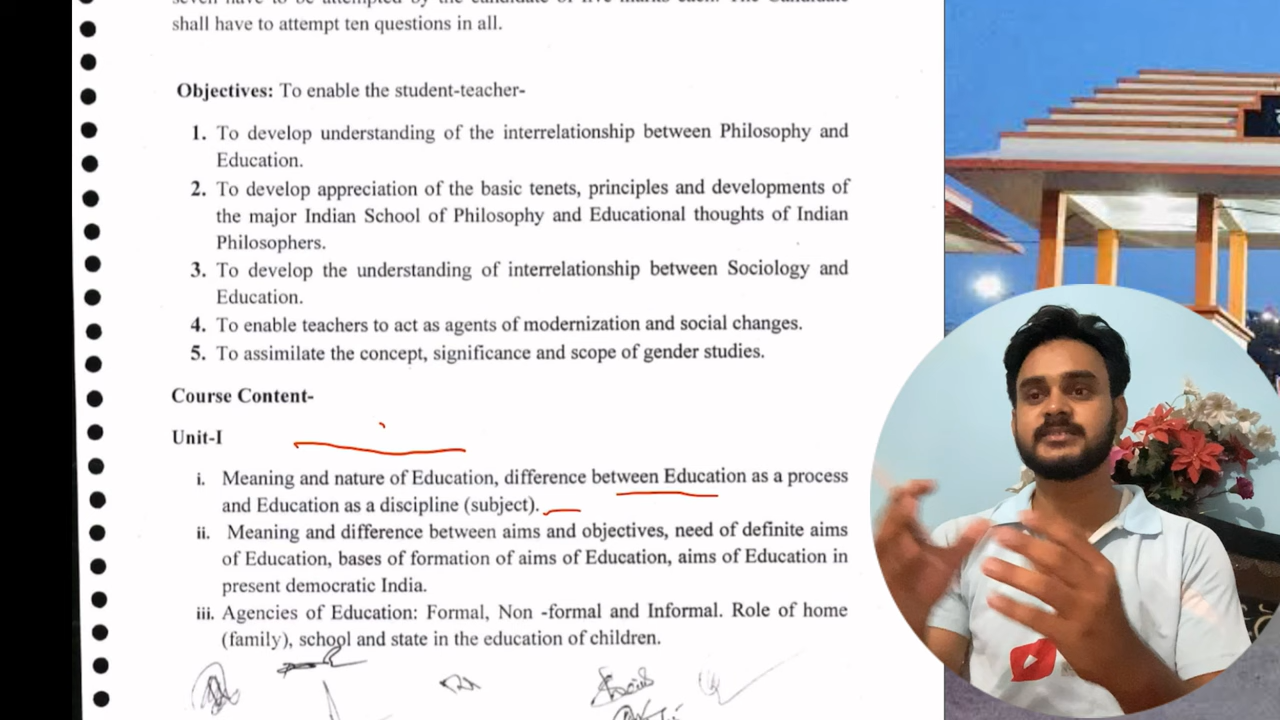 shall have to attempt ten questions in all.
Objectives: To enable the student-teacher-
1. To develop understanding of the interrelationship between Philosophy and
Education.
2. To develop appreciation of the basic tenets, principles and developments of
the major Indian School of Philosophy and Educational thoughts of Indian
Philosophers.
3. To develop the understanding of interrelationship between Sociology and
Education.
4. To enable teachers to act as agents of modernization and social changes.
5. To assimilate the concept, significance and scope of gender studies.
Course Content-
Unit-I
i. Meaning and nature of Education, difference between Education as a process
and Education as a discipline (subject).
ii. Meaning and difference between aims and objectives, need of definite aims
of Education, bases of formation of aims of Education, aims of Education in
present democratic India.
iii. Agencies of Education: Formal, Non -formal and Informal. Role of home
(family), school and state in the education of children.